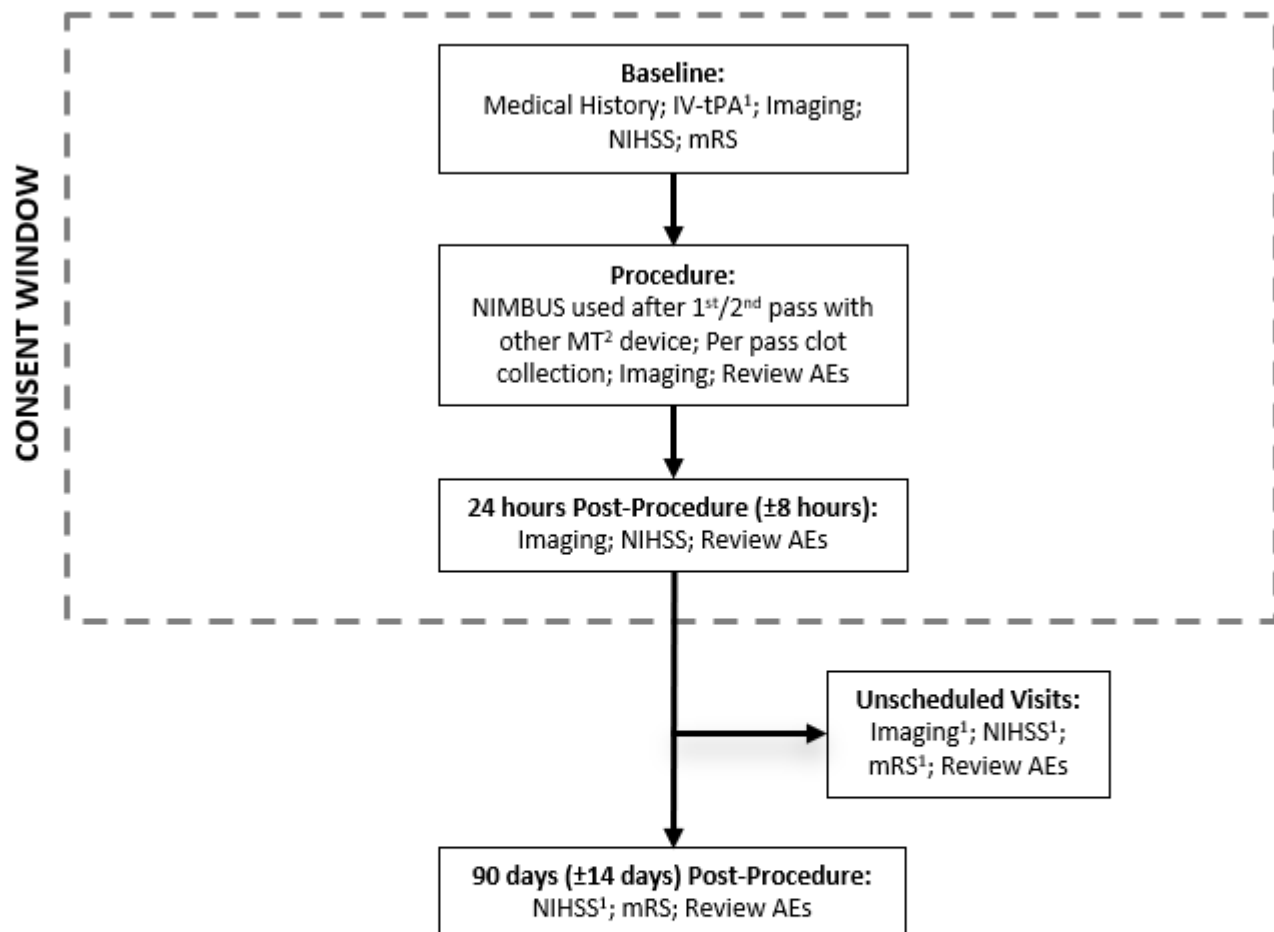 CONSENT WINDOW
Baseline:
Medical History; IV-tPA¹; Imaging;
NIHSS; mRS
Procedure:
NIMBUS used after 1ˢᵗ/2ⁿᵈ pass with
other MT² device; Per pass clot
collection; Imaging; Review AEs
24 hours Post-Procedure (±8 hours):
Imaging; NIHSS; Review AEs
Unscheduled Visits:
Imaging¹; NIHSS¹;
mRS¹; Review AEs
90 days (±14 days) Post-Procedure:
NIHSS¹; mRS; Review AEs